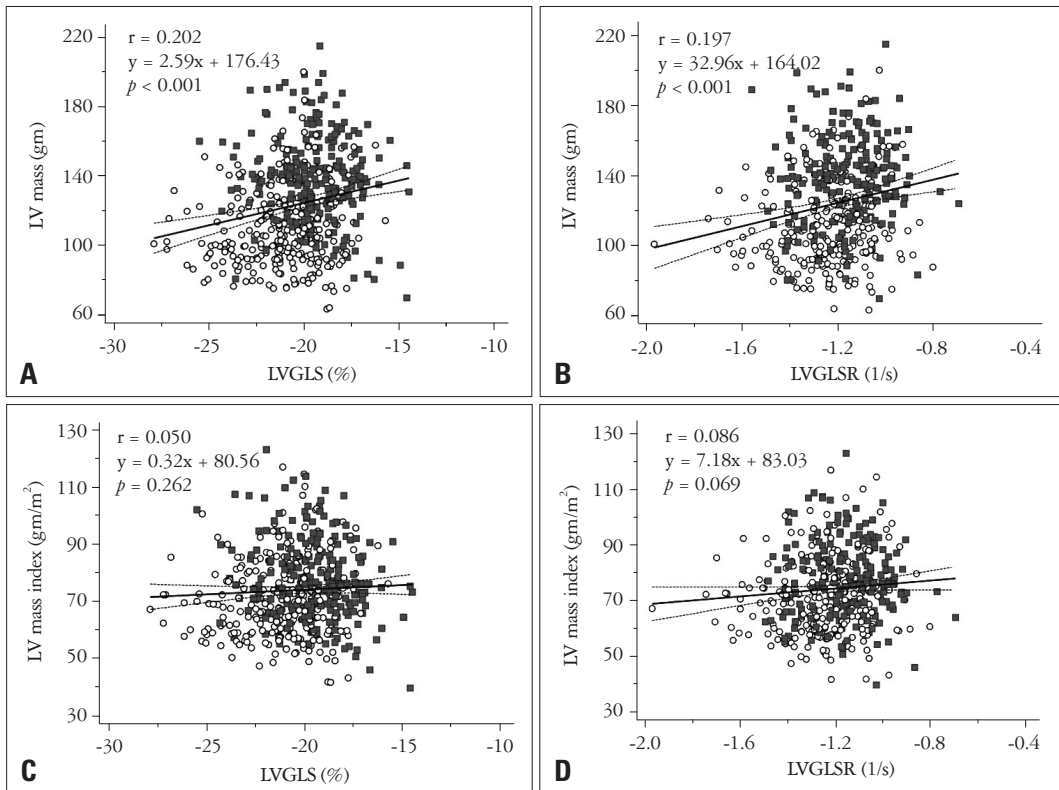 r = 0.202
y = 2.59x + 176.43
p < 0.001
220
180
140
100
60
LV mass (gm)
-30
-25
-20
-15
-10
LVGLS (%)
A
r = 0.197
y = 32.96x + 164.02
p < 0.001
220
180
140
100
60
LV mass (gm)
-2.0
-1.6
-1.2
-0.8
-0.4
LVGLSR (1/s)
B
r = 0.050
y = 0.32x + 80.56
p = 0.262
130
110
90
70
50
30
LV mass index (gm/m²)
-30
-25
-20
-15
-10
LVGLS (%)
C
r = 0.086
y = 7.18x + 83.03
p = 0.069
130
110
90
70
50
30
LV mass index (gm/m²)
-2.0
-1.6
-1.2
-0.8
-0.4
LVGLSR (1/s)
D